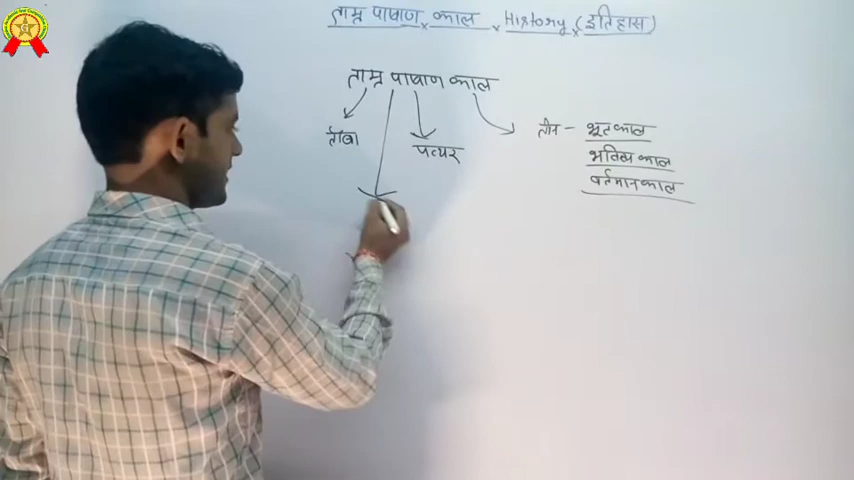 ताम्र पाषाण काल History (इतिहास)
ताम्र पाषाण काल
ताँबा
पत्थर
तीन - भूतकाल
भविष्य काल
वर्तमानकाल